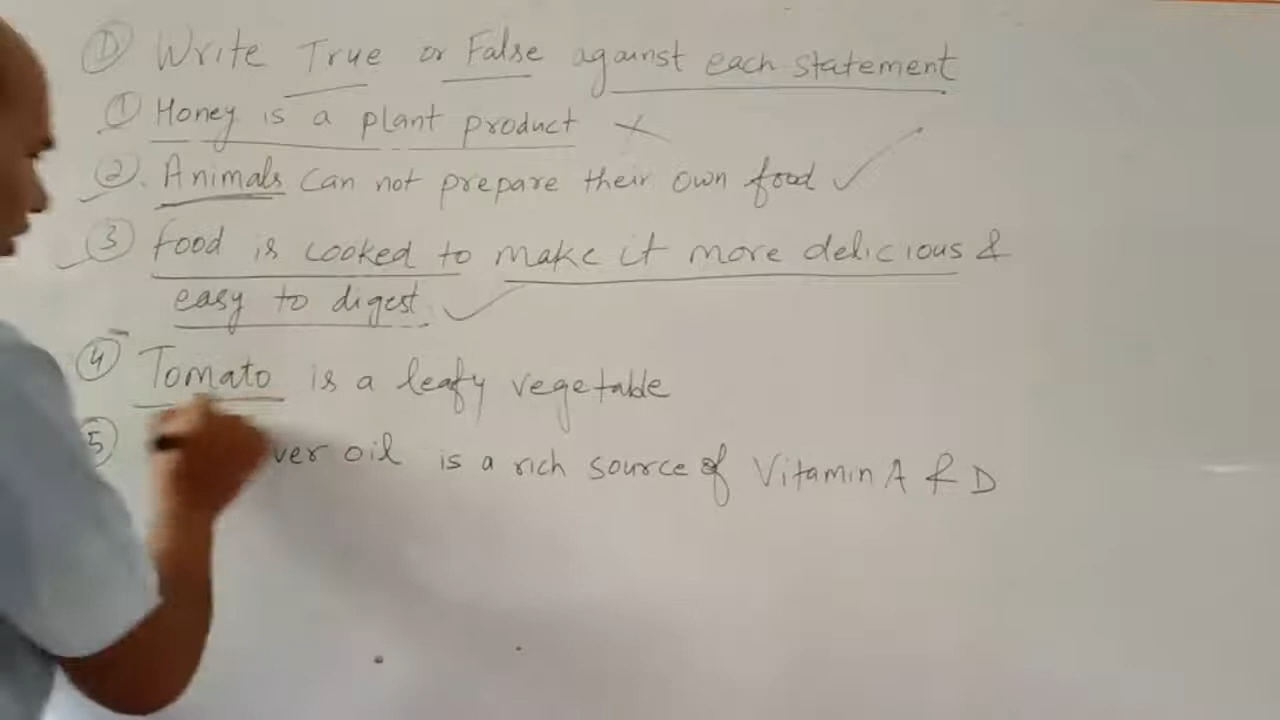 D Write True or False against each statement
1 Honey is a plant product ×
2. Animals can not prepare their own food ✓
3 food is cooked to make it more delicious &
easy to digest. ✓
4 Tomato is a leafy vegetable
5 oil is a rich source of Vitamin A & D